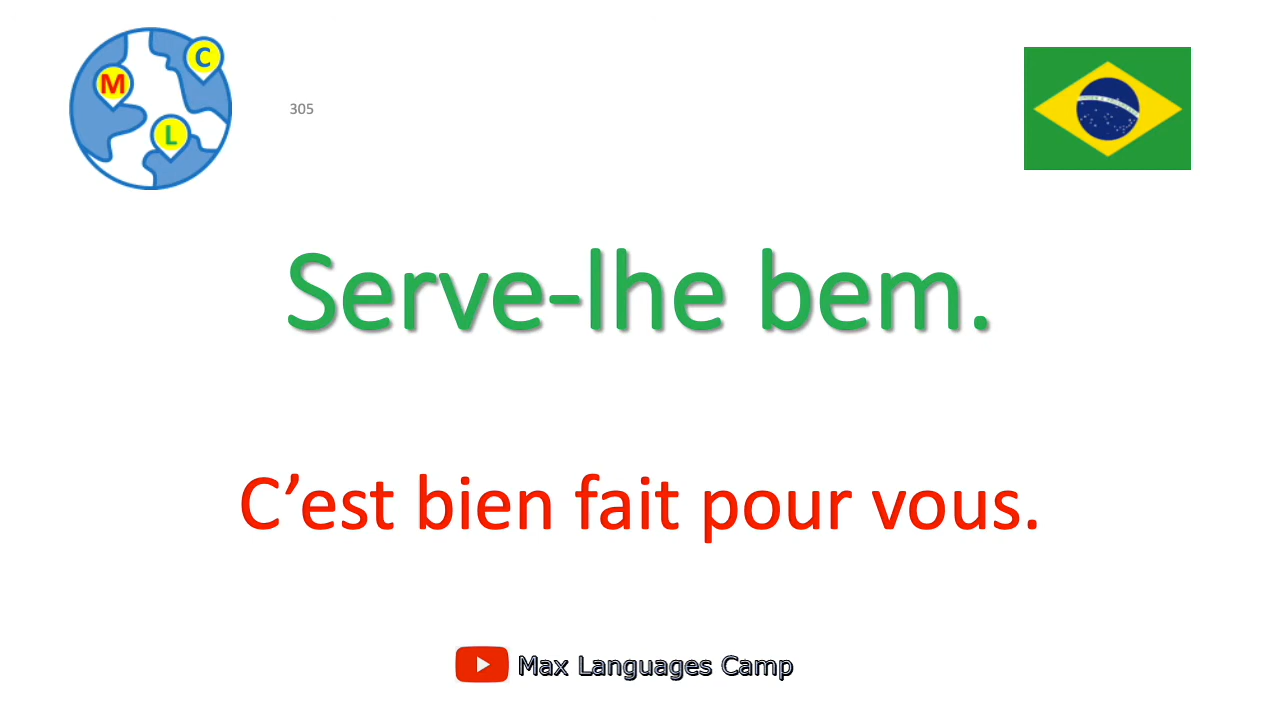 M
C
L
305
Serve-lhe bem.
C’est bien fait pour vous.
Max Languages Camp